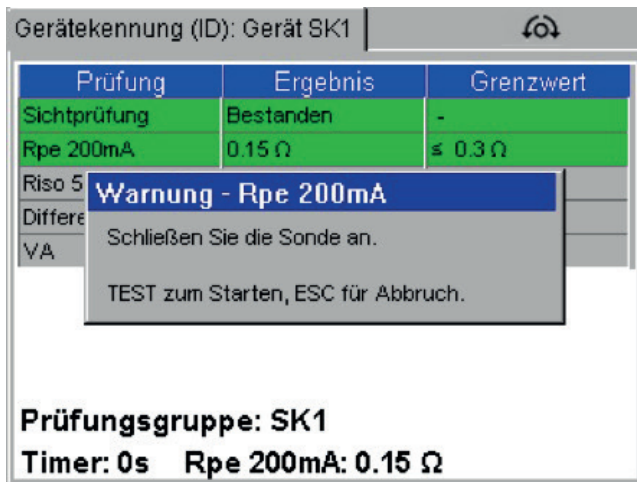 Gerätekennung (ID): Gerät SK1
Prüfung Ergebnis Grenzwert
Sichtprüfung Bestanden -
Rpe 200mA 0.15 Ω ≤ 0.3 Ω
Riso 5
Differe
VA
Warnung - Rpe 200mA
Schließen Sie die Sonde an.
TEST zum Starten, ESC für Abbruch.
Prüfungsgruppe: SK1
Timer: 0s Rpe 200mA: 0.15 Ω